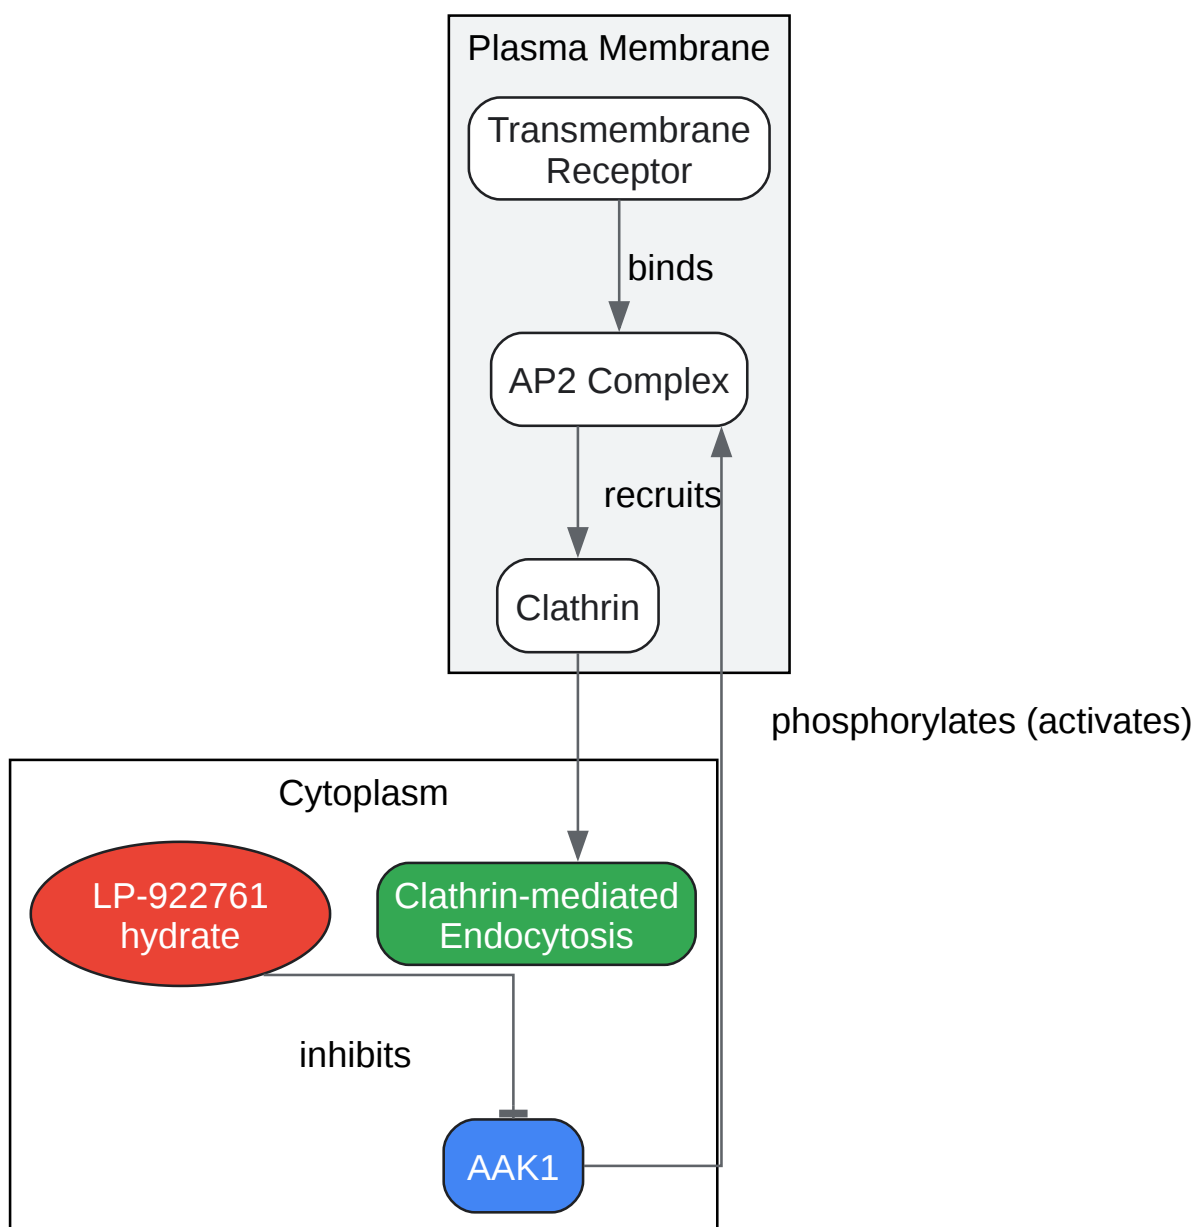 Plasma Membrane
Transmembrane
Receptor
binds
AP2 Complex
recruits
Clathrin
phosphorylates (activates)
Cytoplasm
LP-922761
hydrate
Clathrin-mediated
Endocytosis
inhibits
AAK1